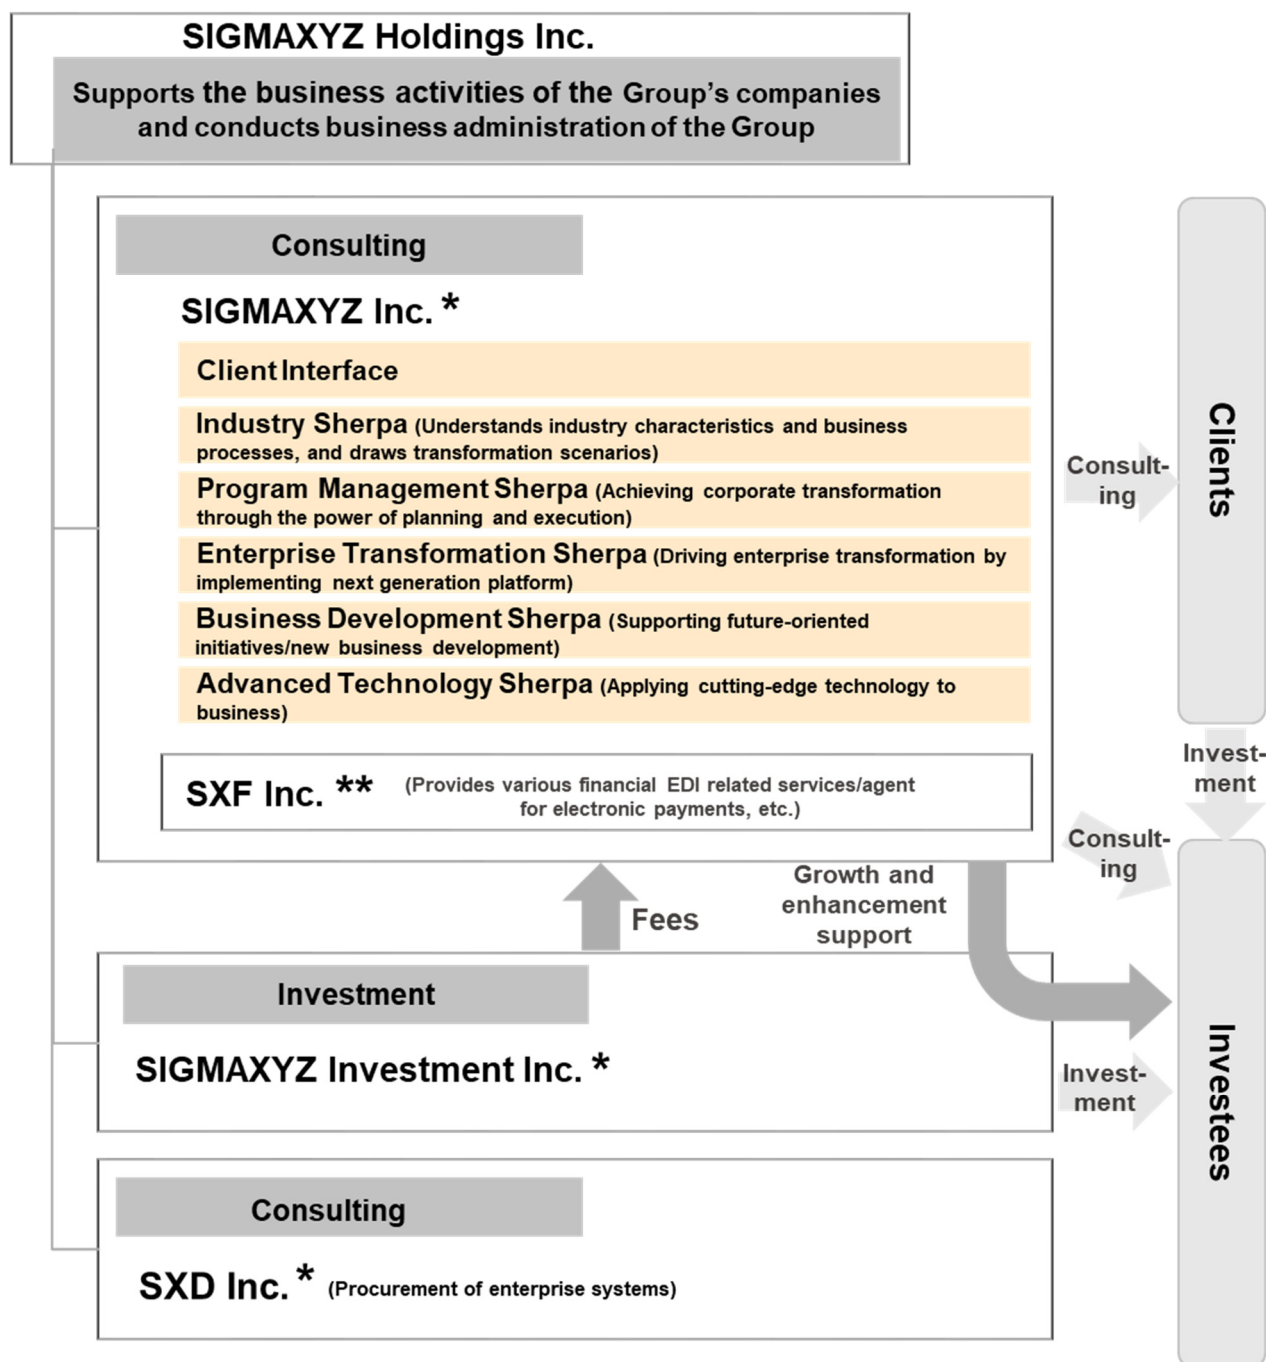 SIGMAXYZ Holdings Inc.
Supports the business activities of the Group's companies
and conducts business administration of the Group
Consulting
SIGMAXYZ Inc. *
Client Interface
Industry Sherpa (Understands industry characteristics and business
processes, and draws transformation scenarios)
Program Management Sherpa (Achieving corporate transformation
through the power of planning and execution)
Enterprise Transformation Sherpa (Driving enterprise transformation by
implementing next generation platform)
Business Development Sherpa (Supporting future-oriented
initiatives/new business development)
Advanced Technology Sherpa (Applying cutting-edge technology to
business)
SXF Inc. ** (Provides various financial EDI related services/agent
for electronic payments, etc.)
Consult-
ing
Clients
Invest-
ment
Consult-
ing
Growth and
enhancement
support
Fees
Investment
SIGMAXYZ Investment Inc. *
Invest-
ment
Investees
Consulting
SXD Inc. * (Procurement of enterprise systems)